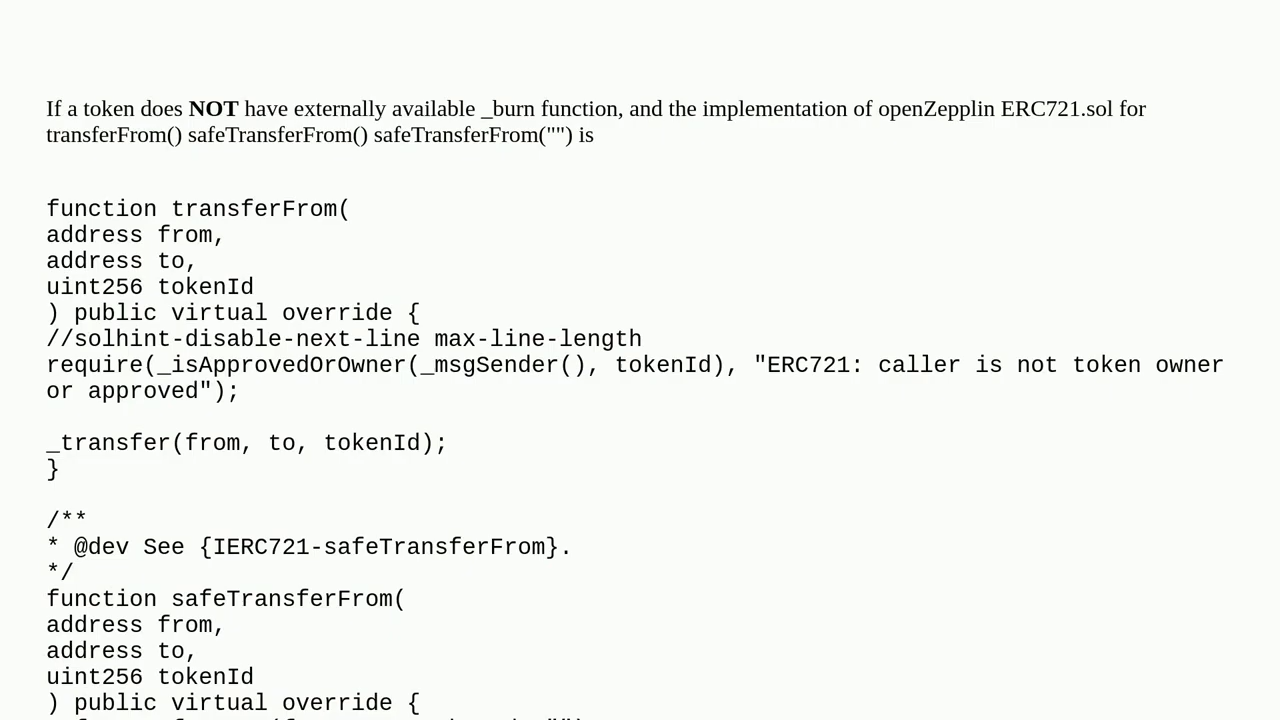 If a token does NOT have externally available _burn function, and the implementation of openZepplin ERC721.sol for
transferFrom() safeTransferFrom() safeTransferFrom("") is
function transferFrom(
address from,
address to,
uint256 tokenId
) public virtual override {
//solhint-disable-next-line max-line-length
require(_isApprovedOrOwner(_msgSender(), tokenId), "ERC721: caller is not token owner
or approved");
_transfer(from, to, tokenId);
}
/**
* @dev See {IERC721-safeTransferFrom}.
*/
function safeTransferFrom(
address from,
address to,
uint256 tokenId
) public virtual override {